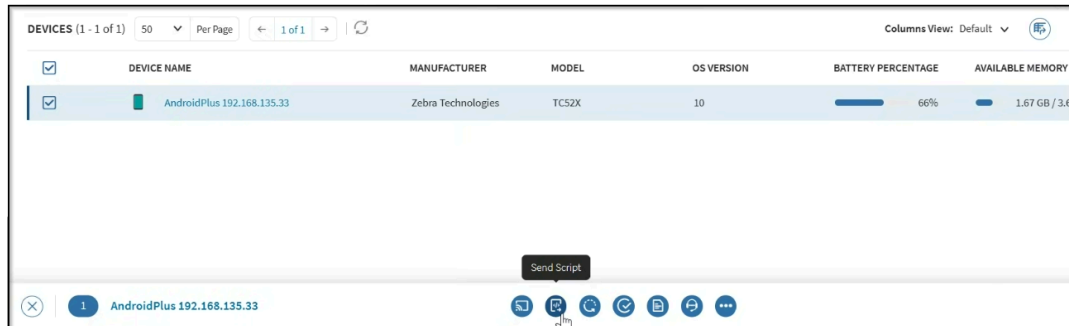 DEVICES (1 - 1 of 1) 50 Per Page 1 of 1 Columns View: Default
DEVICE NAME MANUFACTURER MODEL OS VERSION BATTERY PERCENTAGE AVAILABLE MEMORY
AndroidPlus 192.168.135.33 Zebra Technologies TC52X 10 66% 1.67 GB / 3.6
Send Script
1 AndroidPlus 192.168.135.33